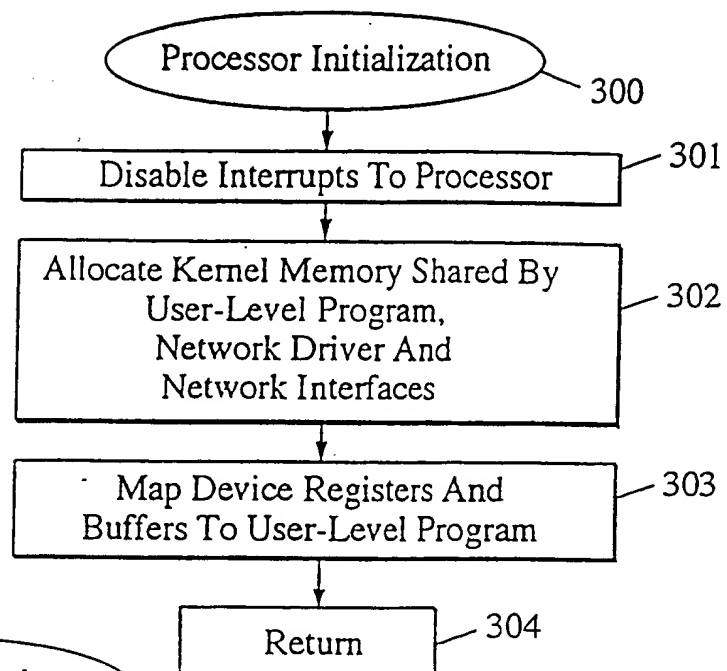 Processor Initialization
300
Disable Interrupts To Processor
301
Allocate Kernel Memory Shared By
User-Level Program,
Network Driver And
Network Interfaces
302
Map Device Registers And
Buffers To User-Level Program
303
Return
304